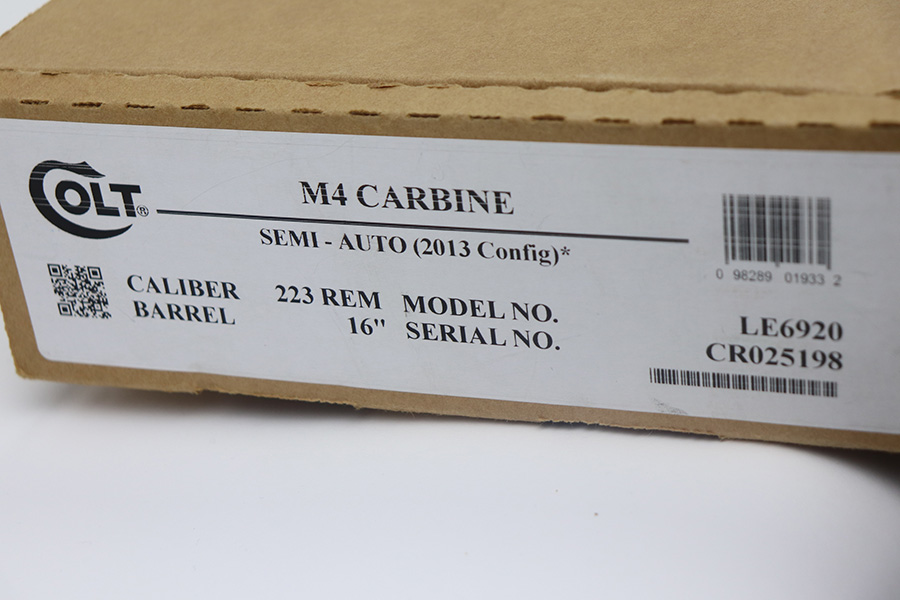 COLT®
M4 CARBINE
SEMI - AUTO (2013 Config)*
0 98289 01933 2
CALIBER 223 REM MODEL NO. LE6920
BARREL 16" SERIAL NO. CR025198